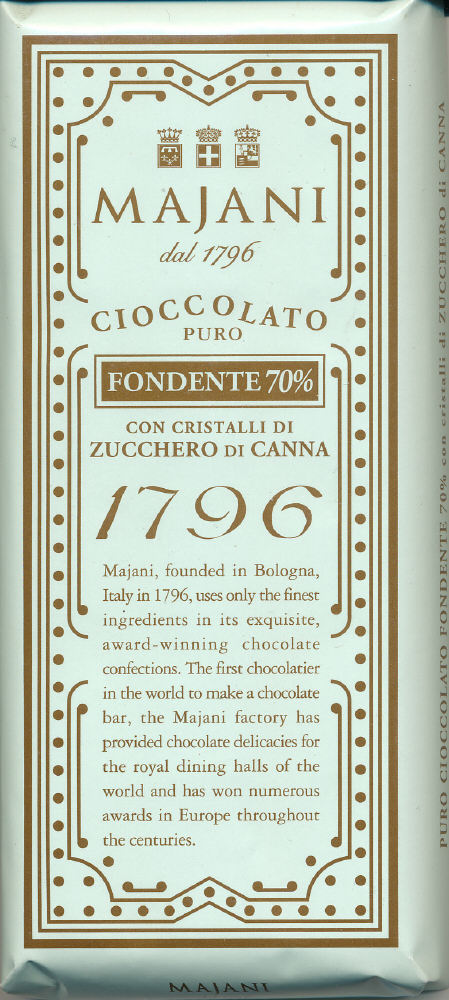 MAJANI
dal 1796
CIOCCOLATO
PURO
FONDENTE 70%
CON CRISTALLI DI
ZUCCHERO DI CANNA
1796
Majani, founded in Bologna,
Italy in 1796, uses only the finest
ingredients in its exquisite,
award-winning chocolate
confections. The first chocolatier
in the world to make a chocolate
bar, the Majani factory has
provided chocolate delicacies for
the royal dining halls of the
world and has won numerous
awards in Europe throughout
the centuries.
MAJANI
PURO CIOCCOLATO FONDENTE 70% con cristalli di ZUCCHERO di CANNA